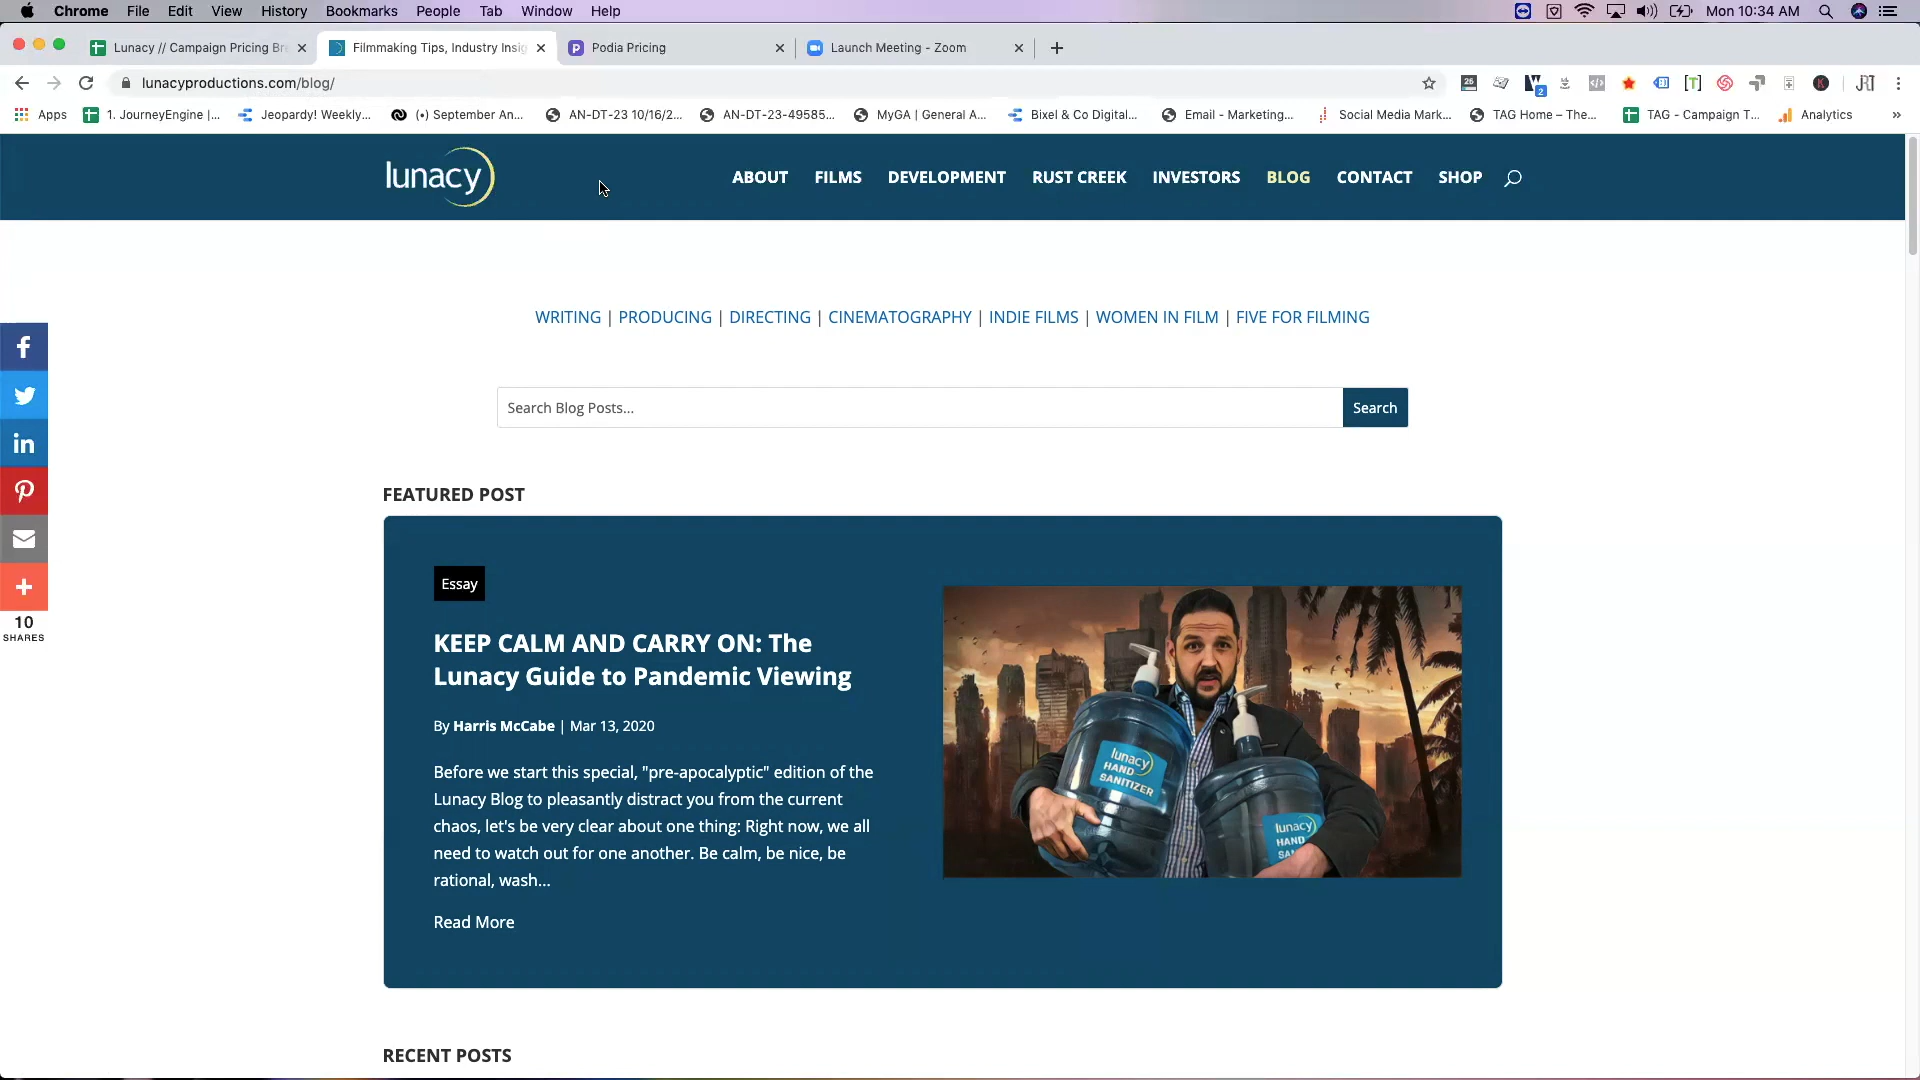 Chrome File Edit View History Bookmarks People Tab Window Help
Mon 10:34 AM
Lunacy // Campaign Pricing Bre
Filmmaking Tips, Industry Insig
Podia Pricing
Launch Meeting - Zoom
lunacyproductions.com/blog/
Apps
1. JourneyEngine |...
Jeopardy! Weekly...
(•) September An...
AN-DT-23 10/16/2...
AN-DT-23-49585...
MyGA | General A...
Bixel & Co Digital...
Email - Marketing...
Social Media Mark...
TAG Home – The...
TAG - Campaign T...
Analytics
»
lunacy
ABOUT
FILMS
DEVELOPMENT
RUST CREEK
INVESTORS
BLOG
CONTACT
SHOP
WRITING | PRODUCING | DIRECTING | CINEMATOGRAPHY | INDIE FILMS | WOMEN IN FILM | FIVE FOR FILMING
Search Blog Posts...
Search
10
SHARES
FEATURED POST
Essay
KEEP CALM AND CARRY ON: The
Lunacy Guide to Pandemic Viewing
By Harris McCabe | Mar 13, 2020
Before we start this special, "pre-apocalyptic" edition of the
Lunacy Blog to pleasantly distract you from the current
chaos, let's be very clear about one thing: Right now, we all
need to watch out for one another. Be calm, be nice, be
rational, wash...
Read More
lunacy
HAND
SANITIZER
lunacy
HAND
RECENT POSTS